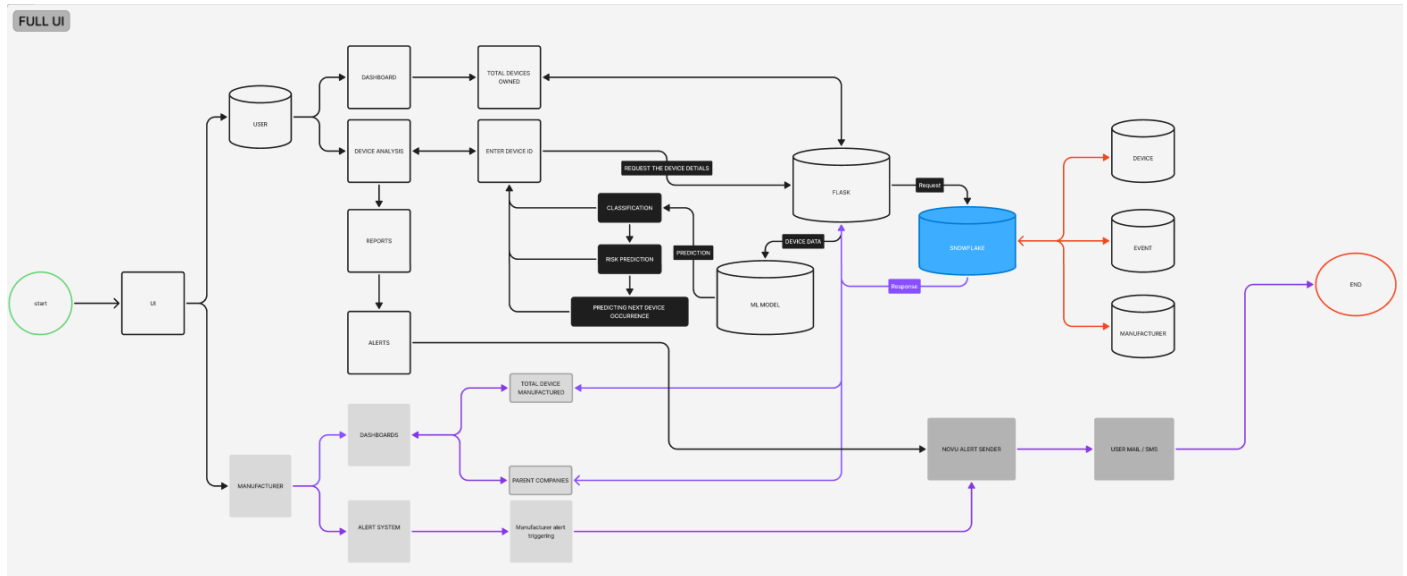 FULL UI
DASHBOARD
TOTAL DEVICES
OWNED
USER
DEVICE ANALYSIS
ENTER DEVICE ID
REQUEST THE DEVICE DETIALS
FLASK
Request
DEVICE
CLASSIFICATION
REPORTS
DEVICE DATA
SNOWFLAKE
EVENT
PREDICTION
RISK PREDICTION
start
UI
Response
END
PREDICTING NEXT DEVICE
OCCURRENCE
ML MODEL
MANUFACTURER
ALERTS
TOTAL DEVICE
MANUFACTURED
DASHBOARDS
NOVU ALERT SENDER
USER MAIL / SMS
PARENT COMPANIES
MANUFACTURER
ALERT SYSTEM
Manufacturer alert
triggering